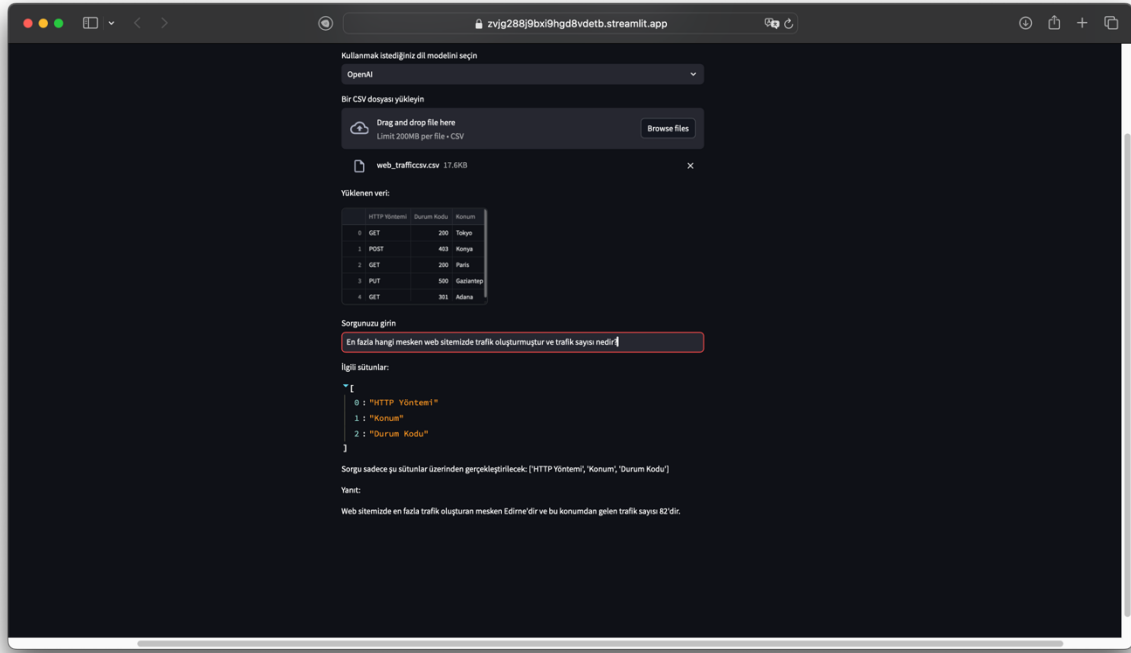 zvjg288j9bxi9hgd8vdetb.streamlit.app
Kullanmak istediğiniz dil modelini seçin
OpenAI
Bir CSV dosyası yükleyin
Drag and drop file here
Limit 200MB per file • CSV
Browse files
web_trafficcsv.csv 17.6KB
Yüklenen veri:
HTTP Yöntemi Durum Kodu Konum
0 GET 200 Tokyo
1 POST 403 Konya
2 GET 200 Paris
3 PUT 500 Gaziantep
4 GET 301 Adana
Sorgunuzu girin
En fazla hangi mesken web sitemizde trafik oluşturmuştur ve trafik sayısı nedir?
İlgili sütunlar:
[
0 : "HTTP Yöntemi"
1 : "Konum"
2 : "Durum Kodu"
]
Sorgu sadece şu sütunlar üzerinden gerçekleştirilecek: ['HTTP Yöntemi', 'Konum', 'Durum Kodu']
Yanıt:
Web sitemizde en fazla trafik oluşturan mesken Edirne'dir ve bu konumdan gelen trafik sayısı 82'dir.